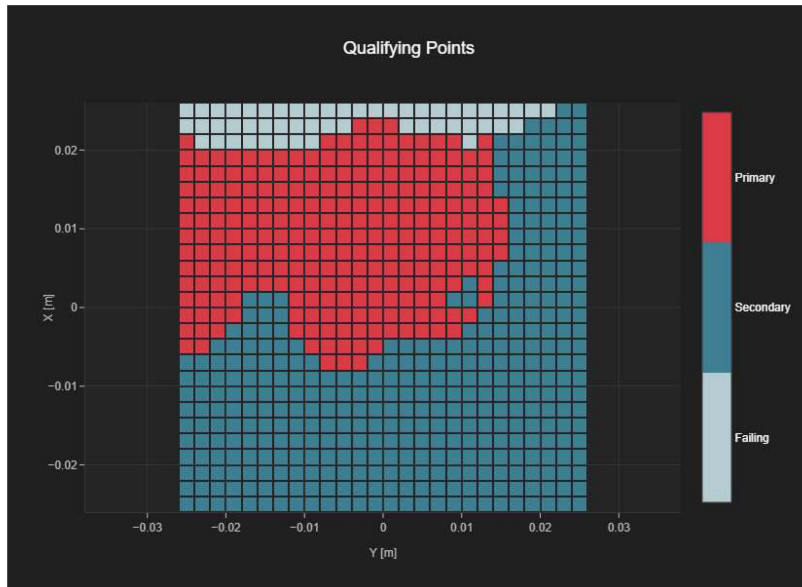 Qualifying Points
0.02
0.01
0
−0.01
−0.02
X [m]
−0.03
−0.02
−0.01
0
0.01
0.02
0.03
Y [m]
Primary
Secondary
Failing